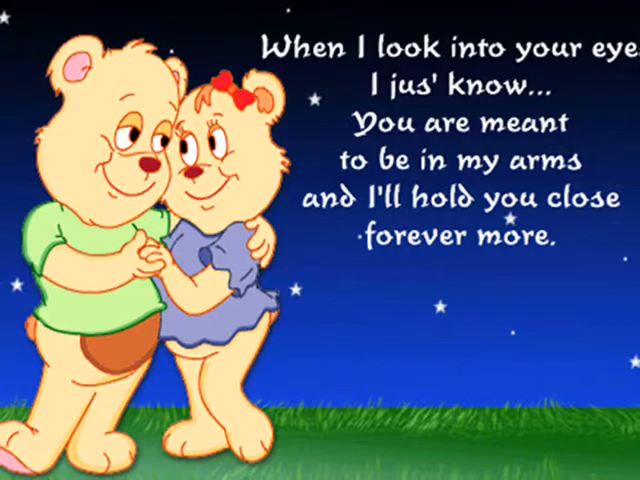 When I look into your eye
I jus' know...
You are meant
to be in my arms
and I'll hold you close
forever more.